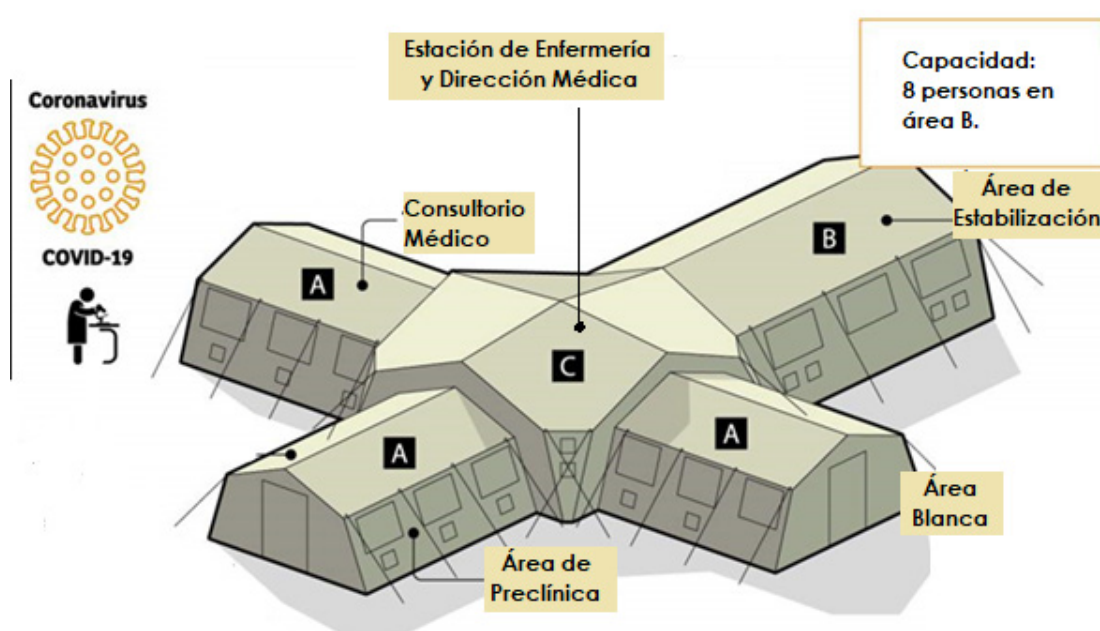 Estación de Enfermería
y Dirección Médica
Capacidad:
8 personas en
área B.
Coronavirus
COVID-19
Consultorio
Médico
Área de
Estabilización
A
B
C
A
A
Área
Blanca
Área de
Preclínica